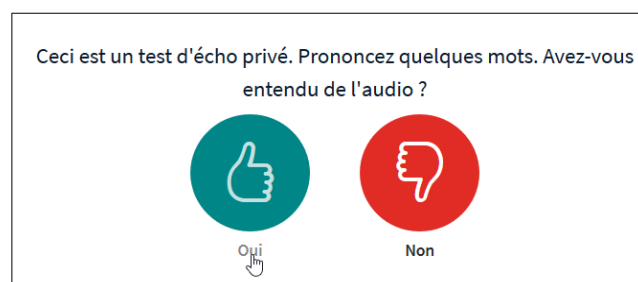 Ceci est un test d'écho privé. Prononcez quelques mots. Avez-vous
entendu de l'audio ?
Oui
Non